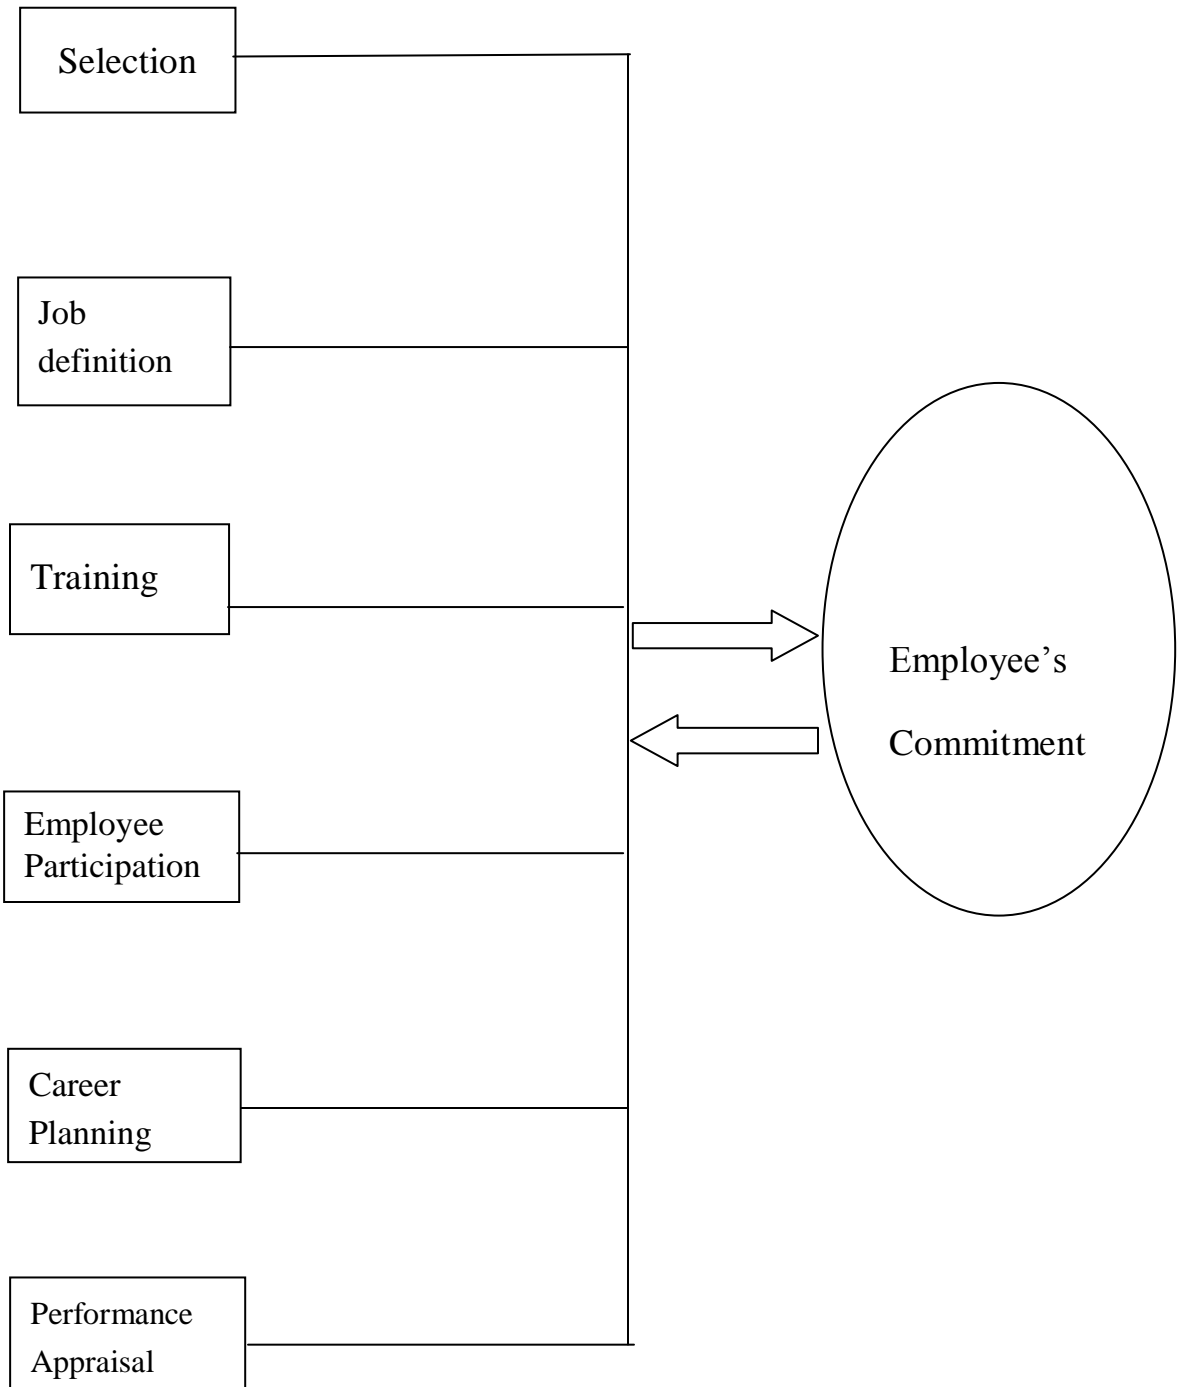 Selection
Job
definition
Training
Employee’s
Commitment
Employee
Participation
Career
Planning
Performance
Appraisal